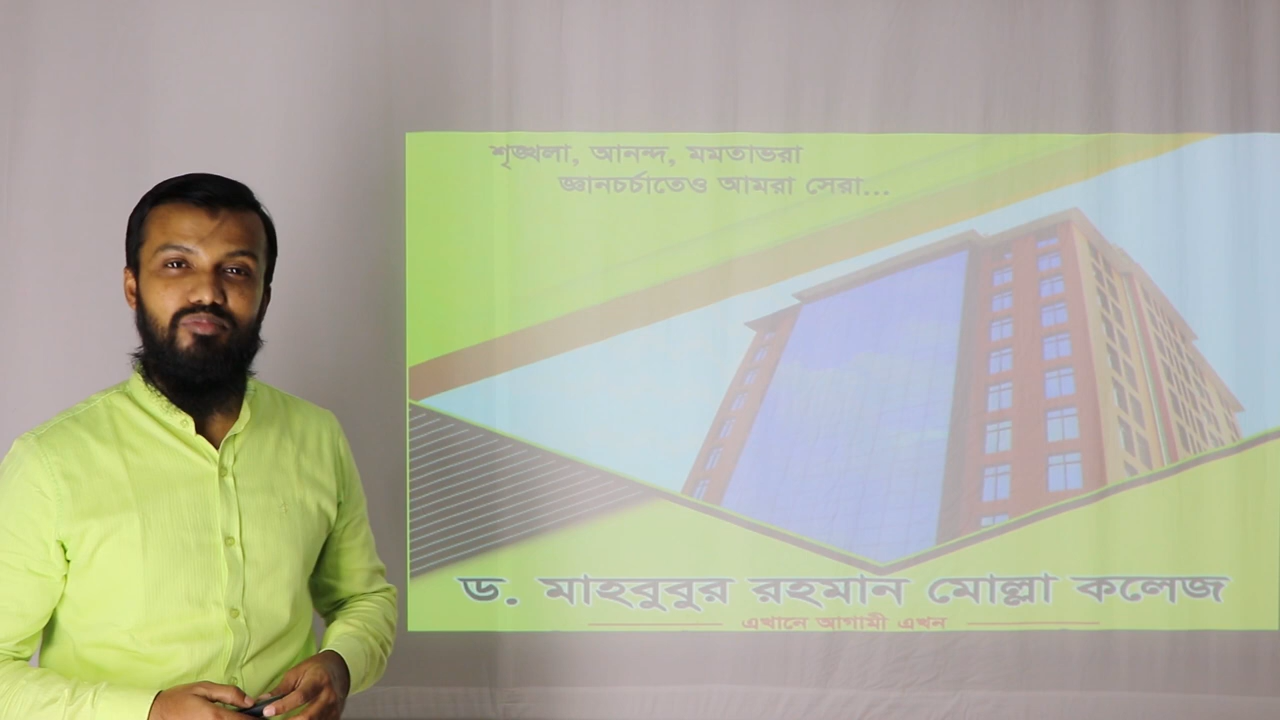 শৃঙ্খলা, আনন্দ, মমতাভরা
জ্ঞানচর্চাতেও আমরা সেরা...
ড. মাহবুবুর রহমান মোল্লা কলেজ
এখানে আগামী এখন